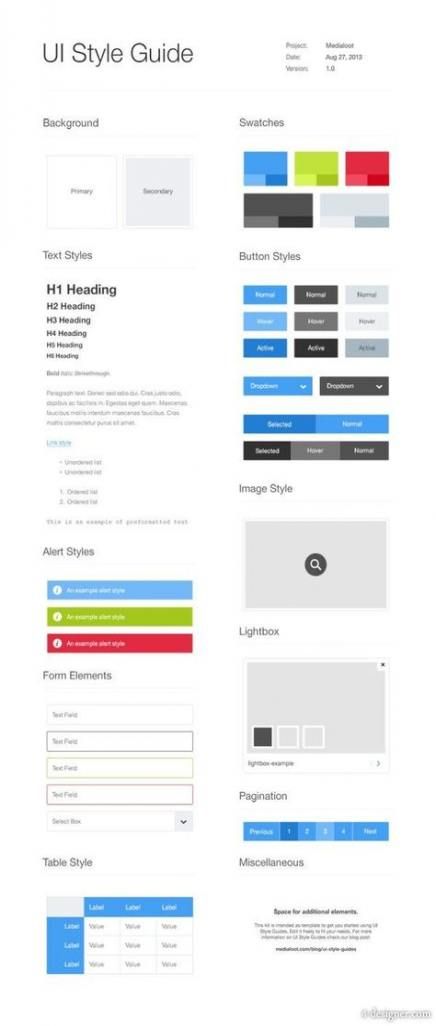 UI Style Guide
Project: Medialoot
Date: Aug 27, 2013
Version: 1.0
Background
Primary
Secondary
Text Styles
H1 Heading
H2 Heading
H3 Heading
H4 Heading
H5 Heading
H6 Heading
Bold Italic Strikethrough
Paragraph text. Donec sed odio dui. Cras justo odio,
dapibus ac facilisis in. Egestas eget quam. Maecenas
faucibus mollis interdum maecenas faucibus. Cras
mattis consectetur purus sit amet.
Link style
Unordered list
Unordered list
1. Ordered list
2. Ordered list
This is an example of preformatted text
Alert Styles
An example alert style
An example alert style
An example alert style
Form Elements
Text Field
Text Field
Text Field
Text Field
Select Box
Table Style
Label Label Label
Label Value Value Value
Label Value Value Value
Label Value Value Value
Swatches
Button Styles
Normal Normal Normal
Hover Hover Hover
Active Active Active
Dropdown Dropdown
Selected Normal
Selected Hover Normal
Image Style
Lightbox
lightbox-example
Pagination
Previous 1 2 3 4 Next
Miscellaneous
Space for additional elements.
This kit is intended as template to get you started using UI
Style Guides. Edit it freely to fit your needs. For more
information on UI Style Guides check our blog post:
medialoot.com/blog/ui-style-guides
4-designer.com